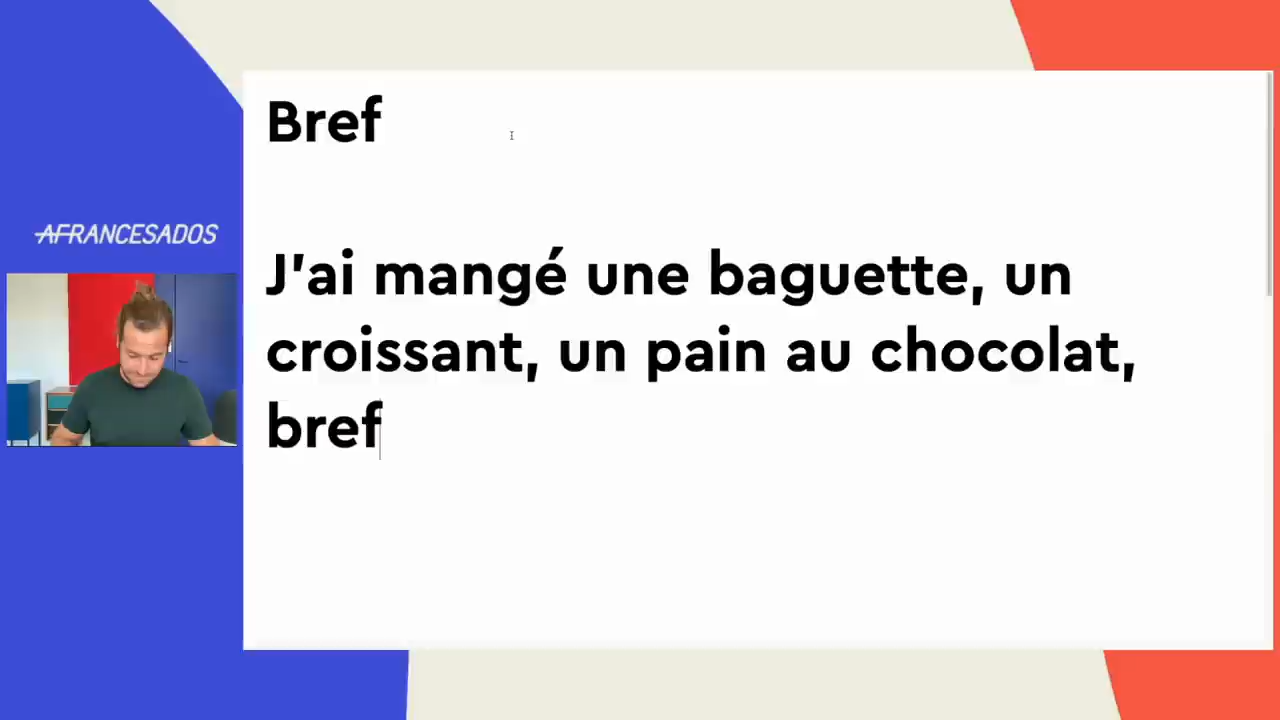 Bref
AFRANCESADOS
J'ai mangé une baguette, un
croissant, un pain au chocolat,
bref